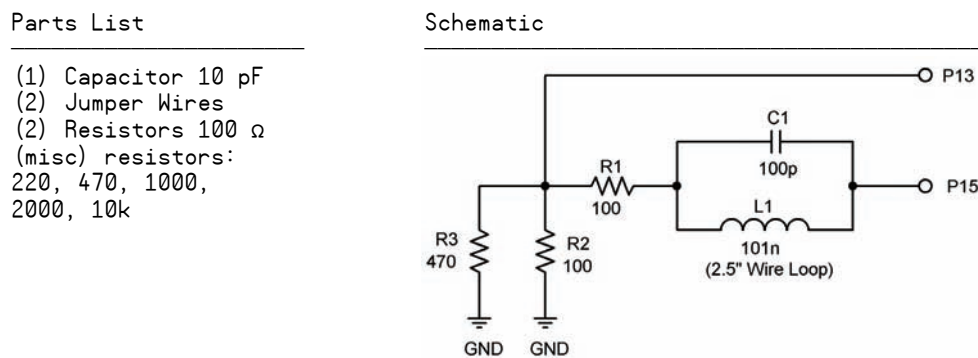 Parts List
(1) Capacitor 10 pF
(2) Jumper Wires
(2) Resistors 100 Ω
(misc) resistors:
220, 470, 1000,
2000, 10k
Schematic
P13
C1
100p
R1
100
P15
L1
101n
(2.5" Wire Loop)
R3
470
R2
100
GND
GND